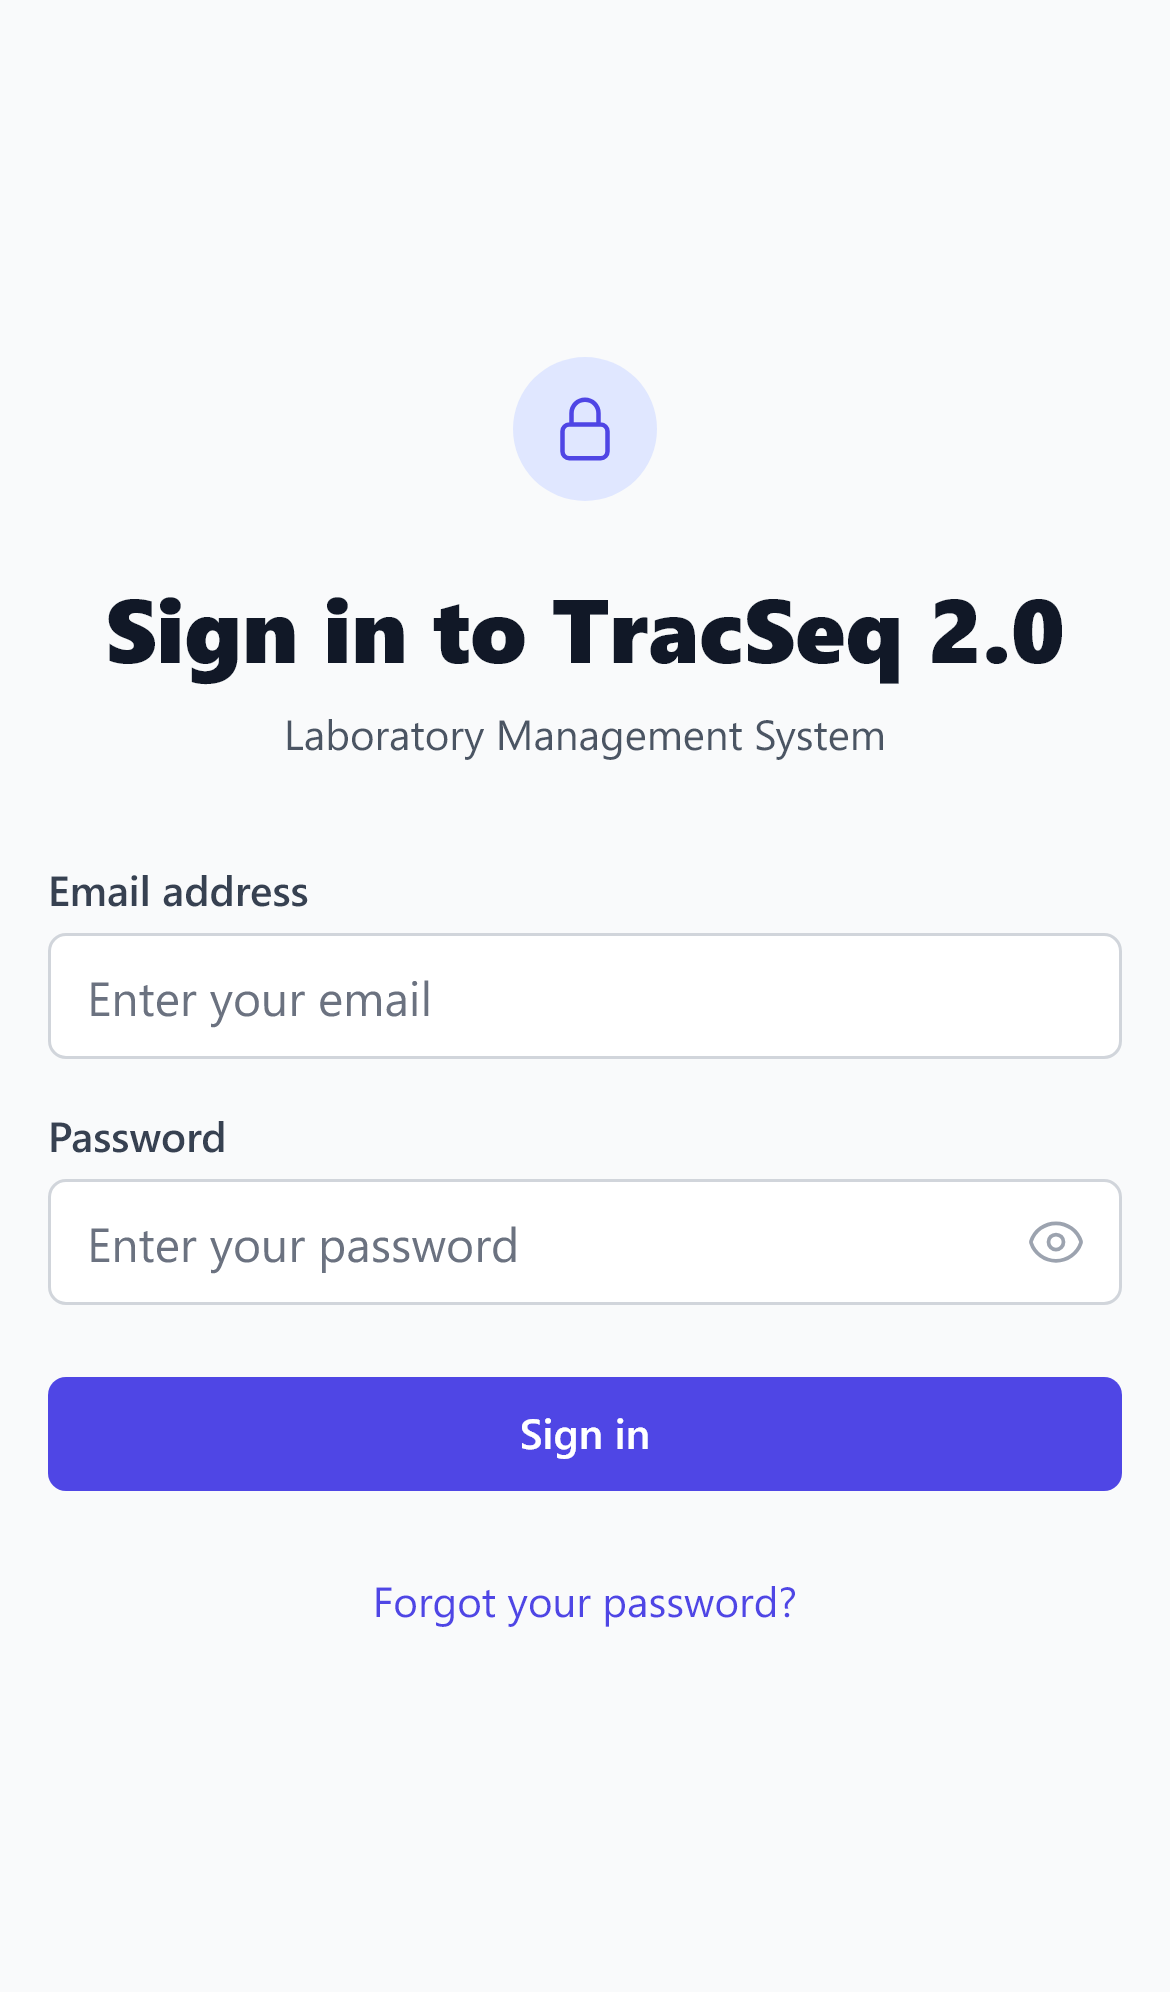 Sign in to TracSeq 2.0
Laboratory Management System
Email address
Enter your email
Password
Enter your password
Sign in
Forgot your password?